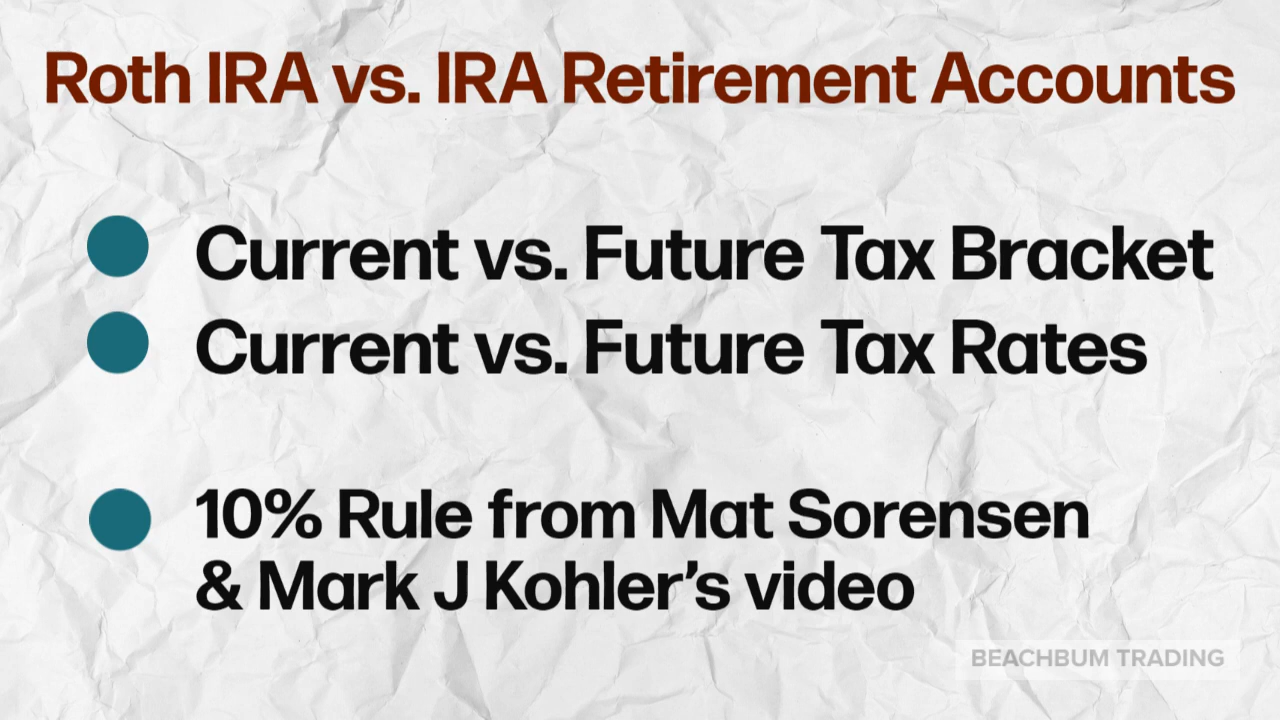 Roth IRA vs. IRA Retirement Accounts
Current vs. Future Tax Bracket
Current vs. Future Tax Rates
10% Rule from Mat Sorensen
& Mark J Kohler’s video
BEACHBUM TRADING